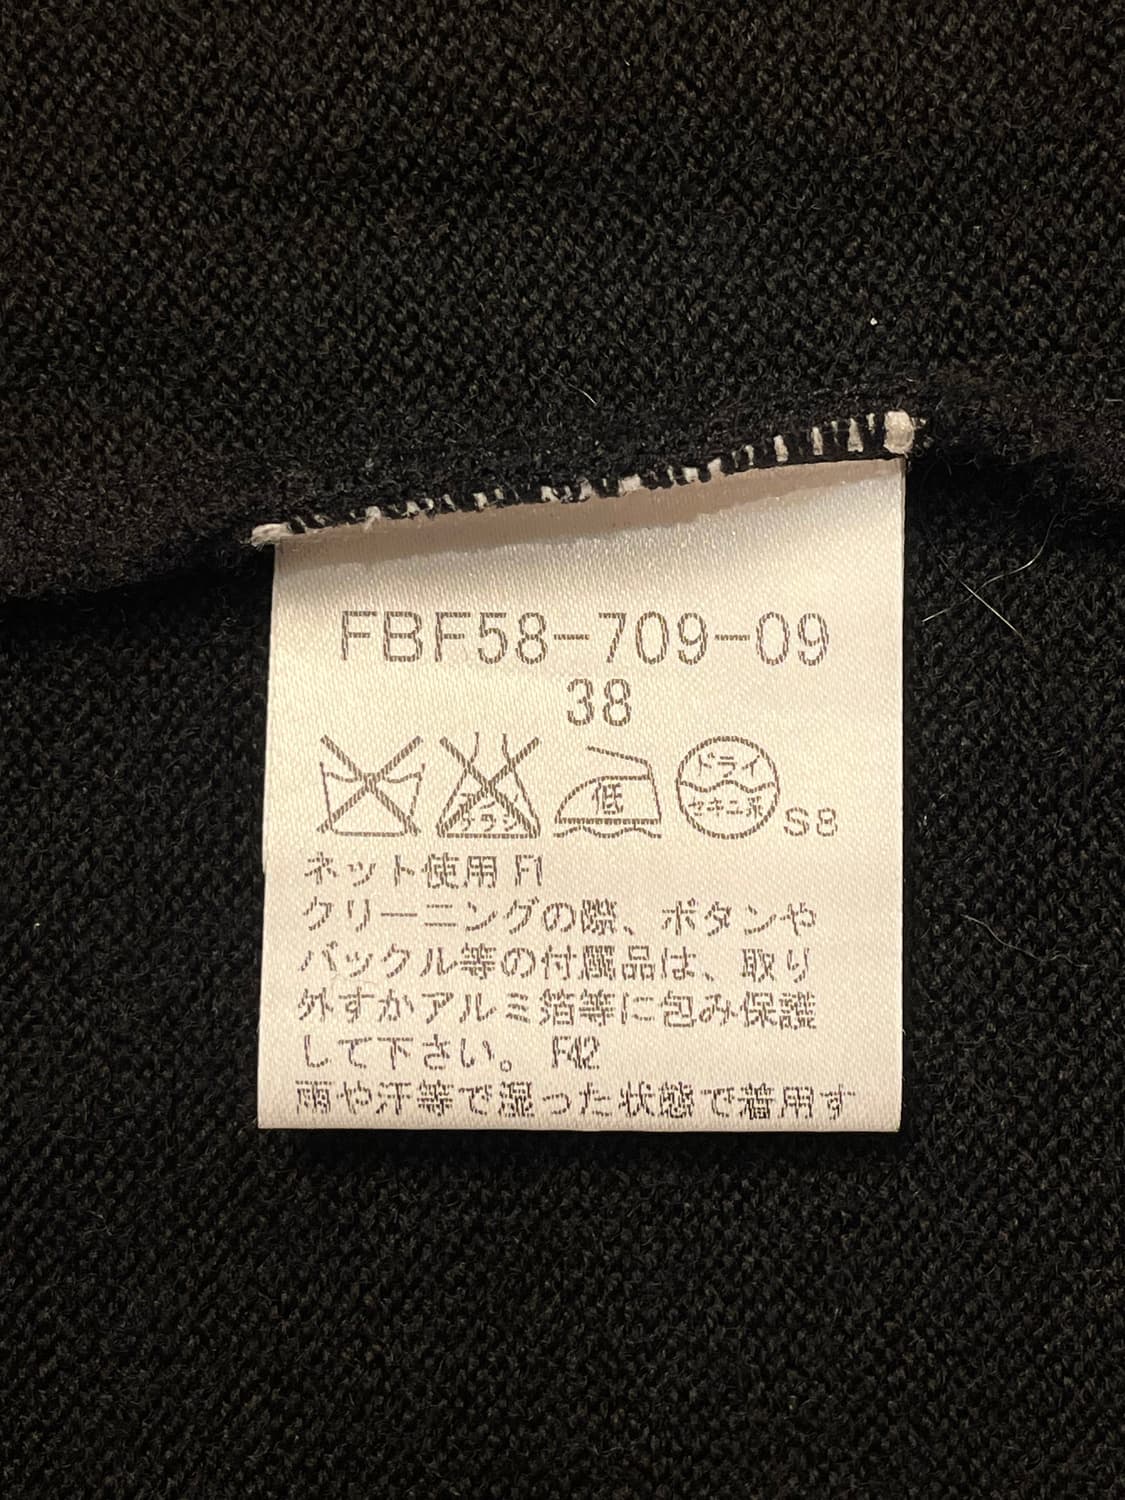 FBF58-709-09
38
低 ドライ
セキユ系 S8
ネット使用 F1
クリーニングの際、ボタンや
バックル等の付属品は、取り
外すかアルミ箔等に包み保護
して下さい。 F42
雨や汗等で湿った状態で着用す